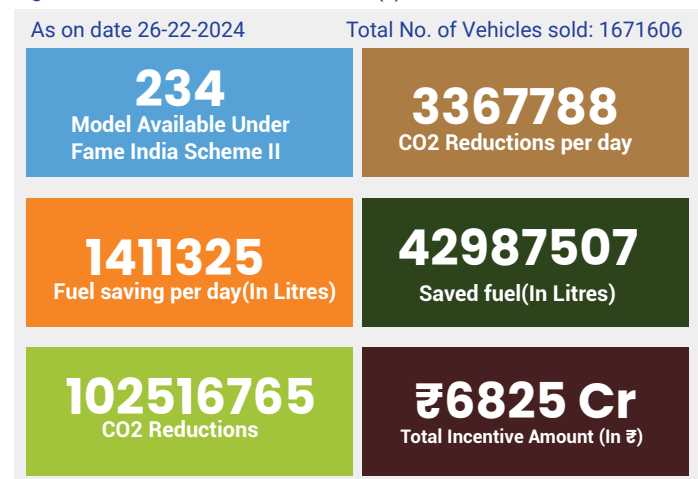 As on date 26-22-2024
Total No. of Vehicles sold: 1671606
234
Model Available Under
Fame India Scheme II
3367788
CO2 Reductions per day
1411325
Fuel saving per day(In Litres)
42987507
Saved fuel(In Litres)
102516765
CO2 Reductions
₹6825 Cr
Total Incentive Amount (In ₹)